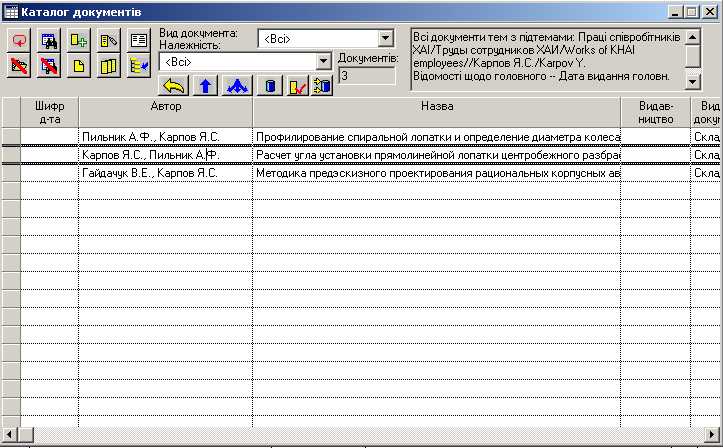 Каталог документів
Вид документа:
<Всі>
Належність:
<Всі>
Документів:
3
Всі документи тем з підтемами: Праці співробітників
ХАІ/Труды сотрудников ХАИ/Works of KHAI
employees//Карпов Я.С./Karpov Y.
Відомості щодо головного -- Дата видання головн.
Шифр
д-та
Автор
Назва
Видав-
ництво
Вид
докум
Пильник А.Ф., Карпов Я.С.
Профилирование спиральной лопатки и определение диаметра колеса
Скла
Карпов Я.С., Пильник А.Ф.
Расчет угла установки прямолинейной лопатки центробежного разбра
Скла
Гайдачук В.Е., Карпов Я.С.
Методика предэскизного проектирования рациональных корпусных ав
Скла